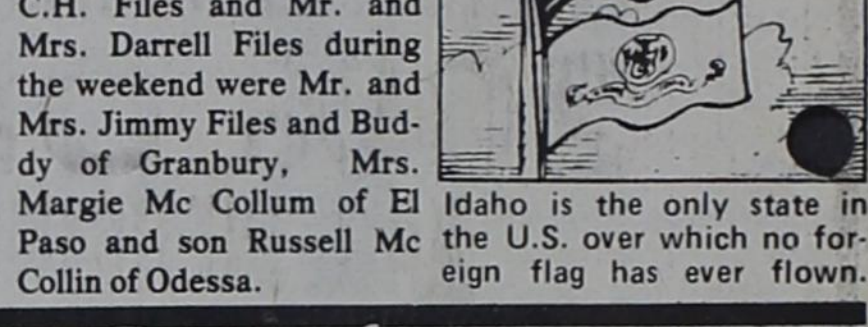 C.H. Files and Mr. and
Mrs. Darrell Files during
the weekend were Mr. and
Mrs. Jimmy Files and Bud-
dy of Granbury, Mrs.
Margie Mc Collum of El
Paso and son Russell Mc
Collin of Odessa.
Idaho is the only state in
the U.S. over which no for-
eign flag has ever flown.